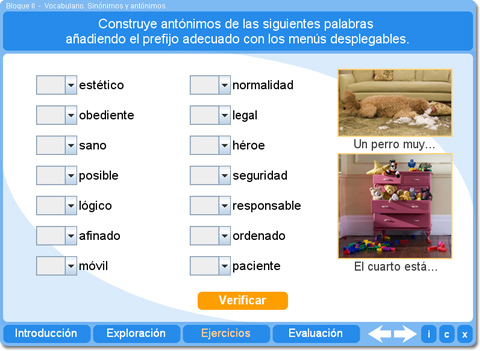 Bloque II - Vocabulario. Sinónimos y antónimos.
Construye antónimos de las siguientes palabras
añadiendo el prefijo adecuado con los menús desplegables.
estético
normalidad
obediente
legal
sano
héroe
posible
seguridad
lógico
responsable
afinado
ordenado
móvil
paciente
Un perro muy...
El cuarto está...
Verificar
Introducción
Exploración
Ejercicios
Evaluación
i
c
x